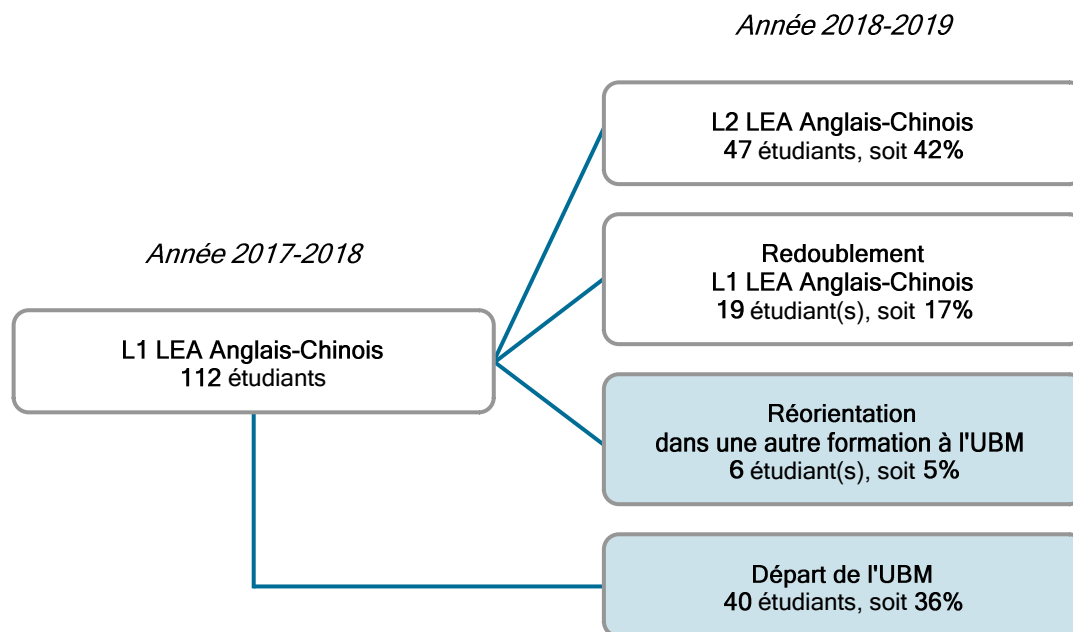 Année 2018-2019
L2 LEA Anglais-Chinois
47 étudiants, soit 42%
Année 2017-2018
Redoublement
L1 LEA Anglais-Chinois
19 étudiant(s), soit 17%
L1 LEA Anglais-Chinois
112 étudiants
Réorientation
dans une autre formation à l'UBM
6 étudiant(s), soit 5%
Départ de l'UBM
40 étudiants, soit 36%